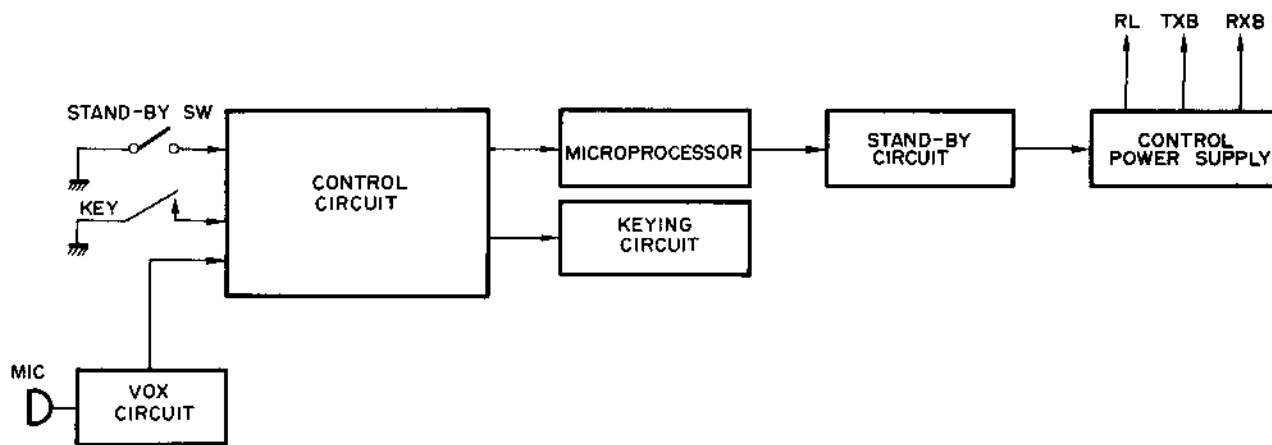 RL TXB RXB
STAND-BY SW
CONTROL
CIRCUIT
MICROPROCESSOR
STAND-BY
CIRCUIT
CONTROL
POWER SUPPLY
KEY
KEYING
CIRCUIT
MIC
VOX
CIRCUIT